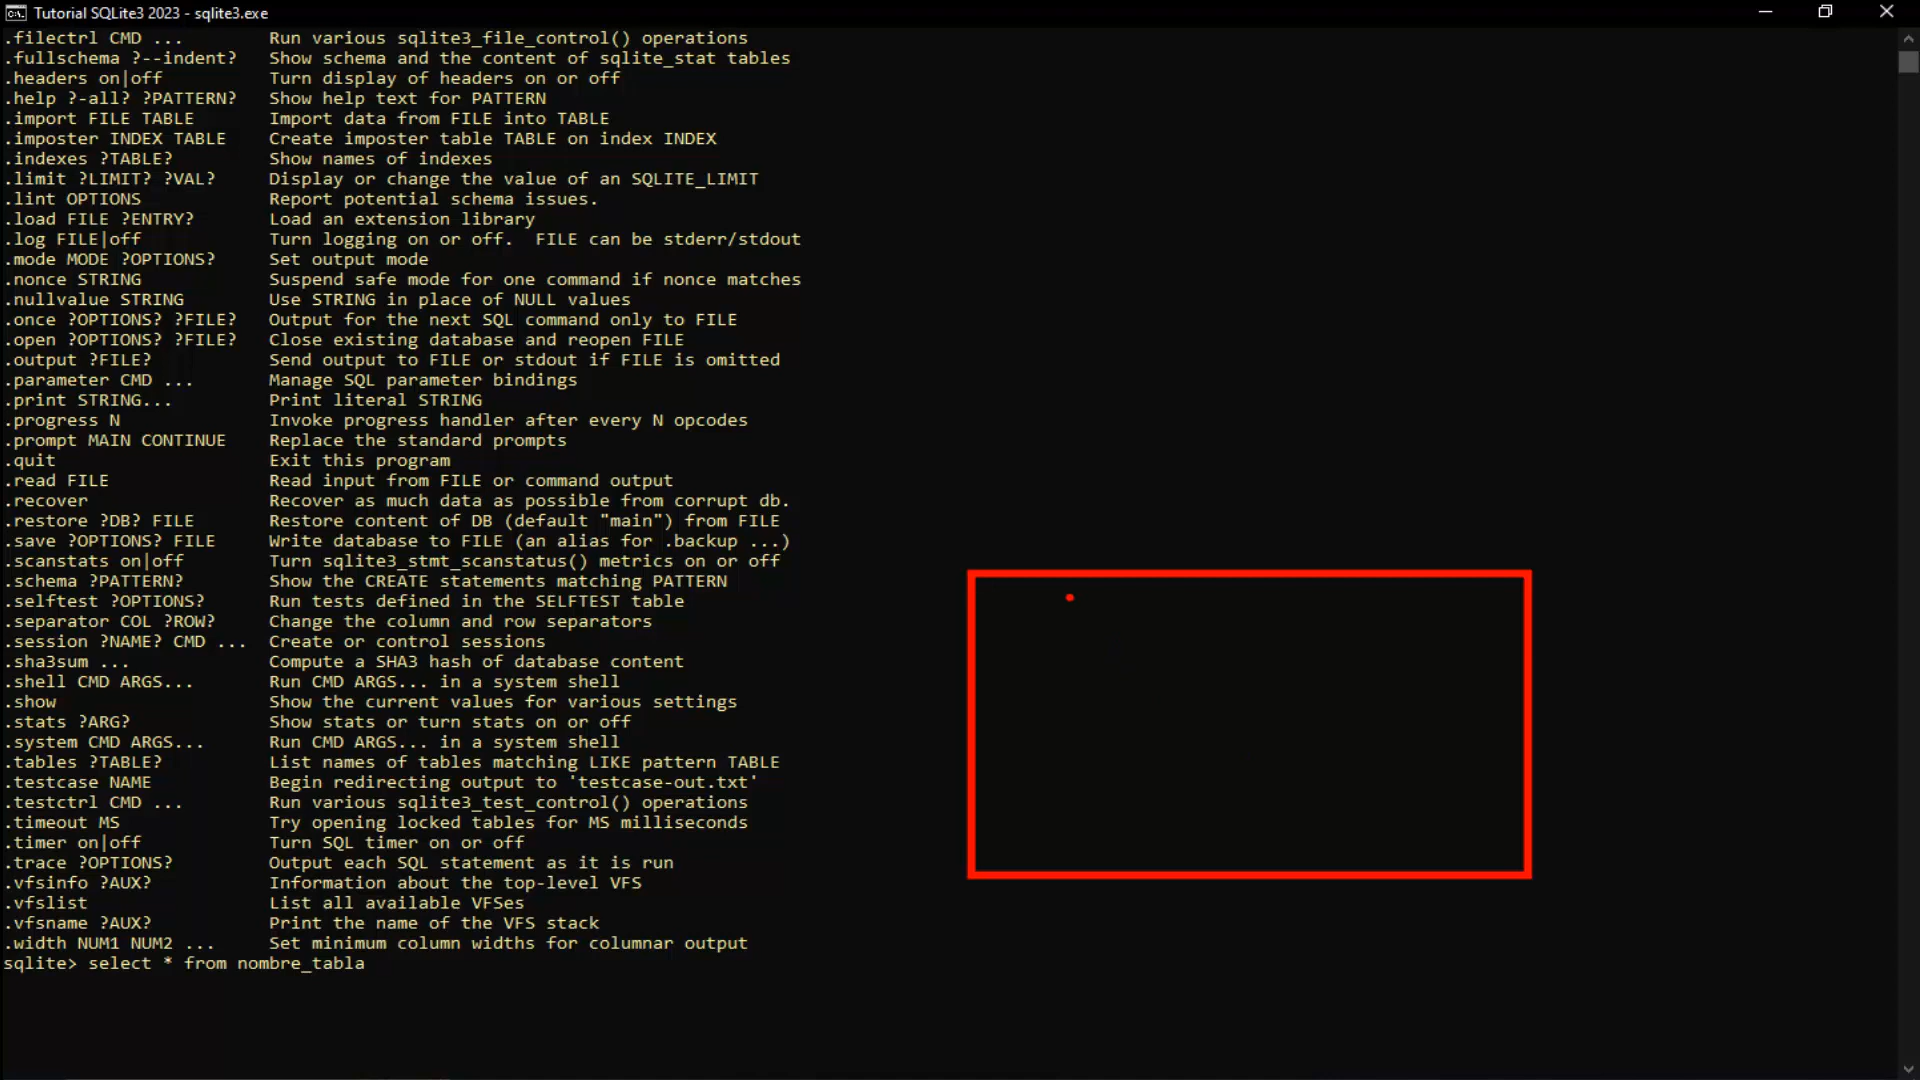 Tutorial SQLite3 2023 - sqlite3.exe
.filectrl CMD ...        Run various sqlite3_file_control() operations
.fullschema ?--indent?   Show schema and the content of sqlite_stat tables
.headers on|off          Turn display of headers on or off
.help ?-all? ?PATTERN?   Show help text for PATTERN
.import FILE TABLE       Import data from FILE into TABLE
.imposter INDEX TABLE    Create imposter table TABLE on index INDEX
.indexes ?TABLE?         Show names of indexes
.limit ?LIMIT? ?VAL?     Display or change the value of an SQLITE_LIMIT
.lint OPTIONS            Report potential schema issues.
.load FILE ?ENTRY?       Load an extension library
.log FILE|off            Turn logging on or off.  FILE can be stderr/stdout
.mode MODE ?OPTIONS?     Set output mode
.nonce STRING            Suspend safe mode for one command if nonce matches
.nullvalue STRING        Use STRING in place of NULL values
.once ?OPTIONS? ?FILE?   Output for the next SQL command only to FILE
.open ?OPTIONS? ?FILE?   Close existing database and reopen FILE
.output ?FILE?           Send output to FILE or stdout if FILE is omitted
.parameter CMD ...       Manage SQL parameter bindings
.print STRING...         Print literal STRING
.progress N              Invoke progress handler after every N opcodes
.prompt MAIN CONTINUE    Replace the standard prompts
.quit                    Exit this program
.read FILE               Read input from FILE or command output
.recover                 Recover as much data as possible from corrupt db.
.restore ?DB? FILE       Restore content of DB (default "main") from FILE
.save ?OPTIONS? FILE     Write database to FILE (an alias for .backup ...)
.scanstats on|off        Turn sqlite3_stmt_scanstatus() metrics on or off
.schema ?PATTERN?        Show the CREATE statements matching PATTERN
.selftest ?OPTIONS?      Run tests defined in the SELFTEST table
.separator COL ?ROW?     Change the column and row separators
.session ?NAME? CMD ...  Create or control sessions
.sha3sum ...             Compute a SHA3 hash of database content
.shell CMD ARGS...       Run CMD ARGS... in a system shell
.show                    Show the current values for various settings
.stats ?ARG?             Show stats or turn stats on or off
.system CMD ARGS...      Run CMD ARGS... in a system shell
.tables ?TABLE?          List names of tables matching LIKE pattern TABLE
.testcase NAME           Begin redirecting output to 'testcase-out.txt'
.testctrl CMD ...        Run various sqlite3_test_control() operations
.timeout MS              Try opening locked tables for MS milliseconds
.timer on|off            Turn SQL timer on or off
.trace ?OPTIONS?         Output each SQL statement as it is run
.vfsinfo ?AUX?           Information about the top-level VFS
.vfslist                 List all available VFSes
.vfsname ?AUX?           Print the name of the VFS stack
.width NUM1 NUM2 ...     Set minimum column widths for columnar output
sqlite> select * from nombre_tabla